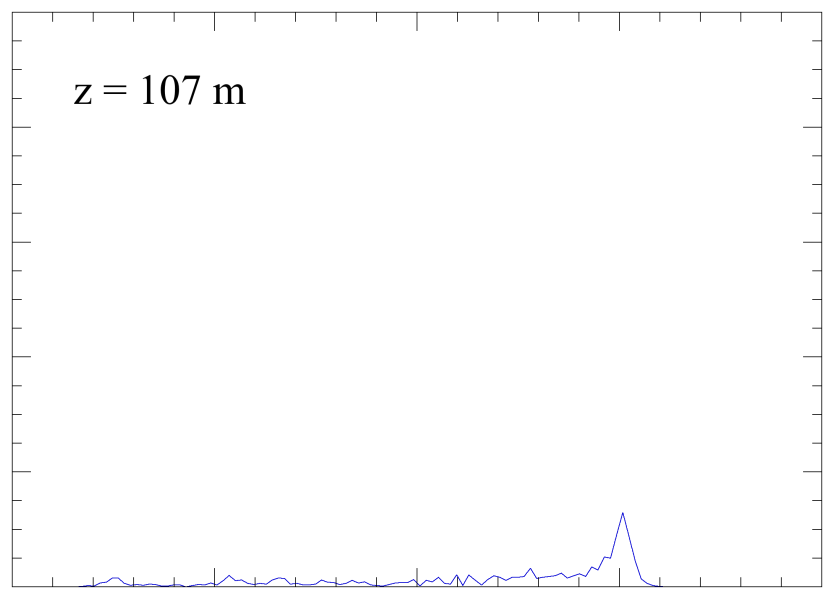 z = 107 m